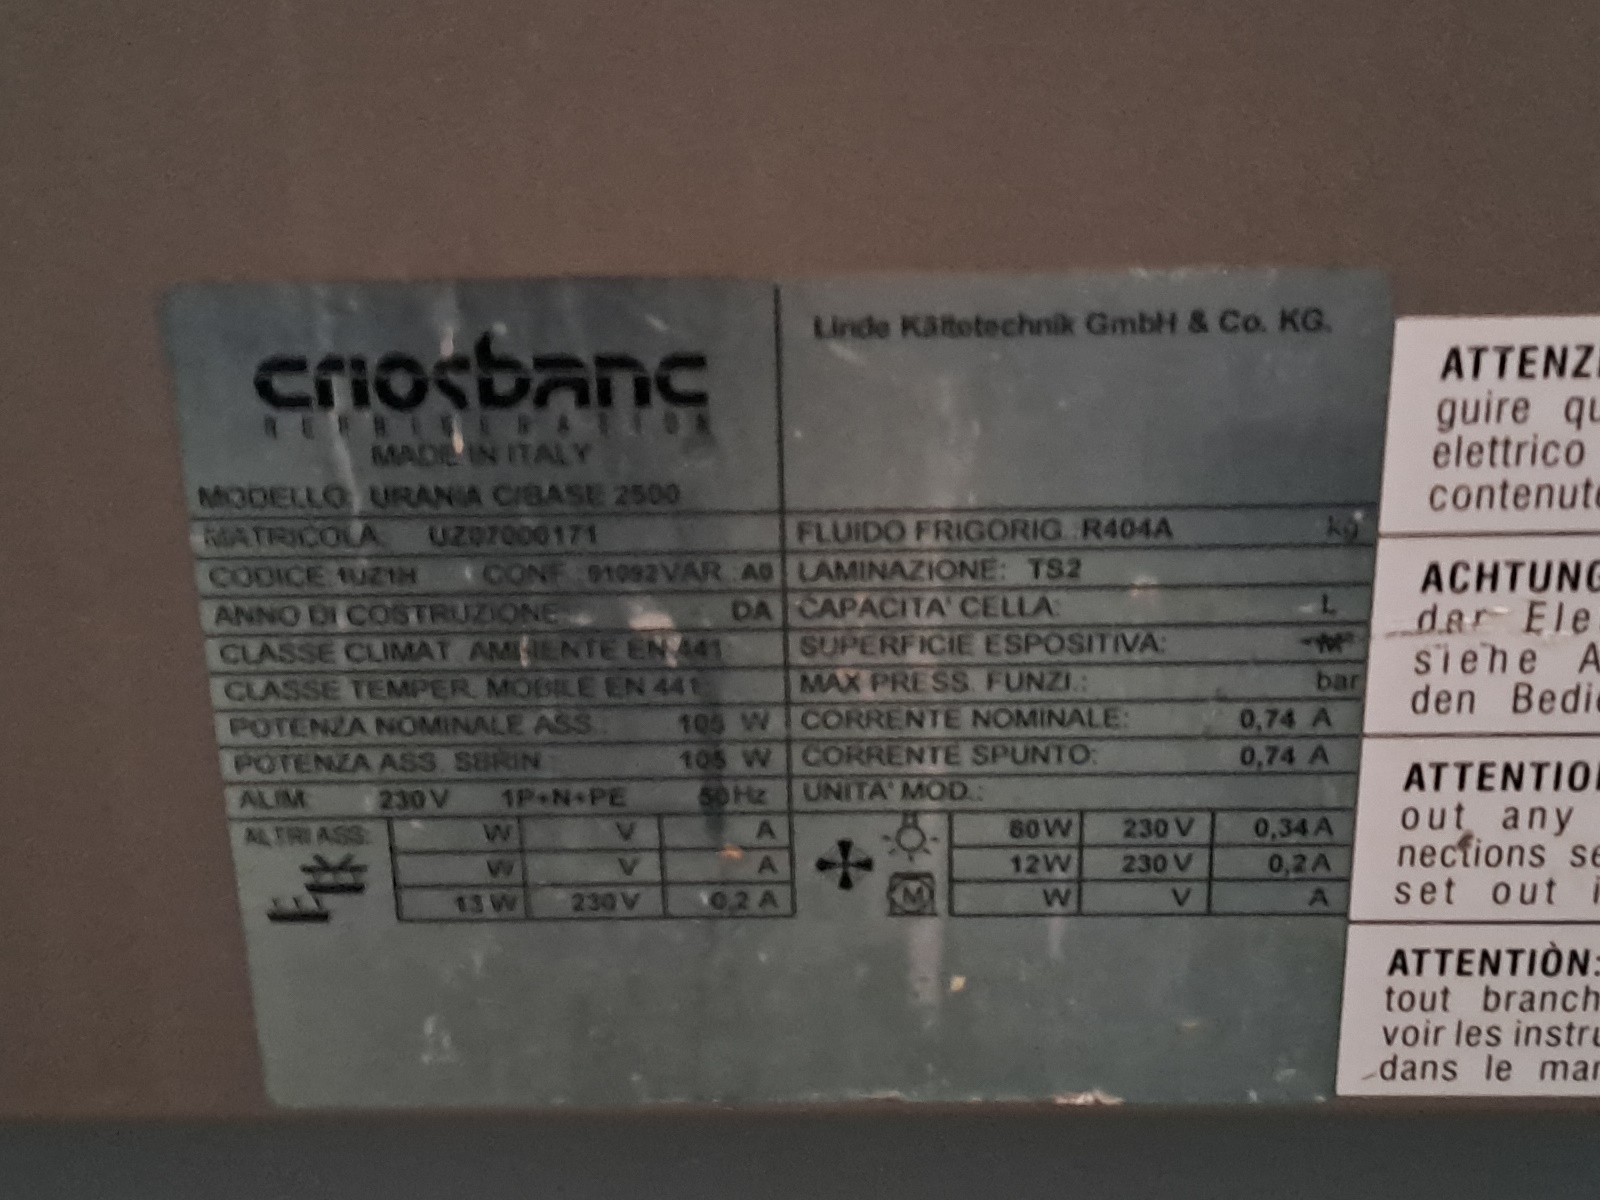 criosbanc
REFRIGERATION
MADE IN ITALY
Linde Kältetechnik GmbH & Co. KG.
MODELLO: URANIA C/BASE 2500
MATRICOLA: UZ07000171
FLUIDO FRIGORIG.: R404A kg
CODICE 1UZ1H CONF. 91092 VAR. A0
LAMINAZIONE: TS2
ANNO DI COSTRUZIONE: DA
CAPACITA' CELLA: L
CLASSE CLIMAT. AMBIENTE EN 441:
SUPERFICIE ESPOSITIVA:
CLASSE TEMPER. MOBILE EN 441:
MAX PRESS. FUNZI.: bar
POTENZA NOMINALE ASS.: 105 W
CORRENTE NOMINALE: 0,74 A
POTENZA ASS. SBRIN.: 105 W
CORRENTE SPUNTO: 0,74 A
ALIM. 230 V 1P+N+PE 50 Hz
UNITA' MOD.:
ALTRI ASS.: W V A
80 W 230 V 0,34 A
W V A
12 W 230 V 0,2 A
13 W 230 V 0,2 A
M W V A
ATTENZI
guire qu
elettrico
contenut
ACHTUNG
der Ele
siehe A
den Bedi
ATTENTIO
out any
nections se
set out i
ATTENTIÒN:
tout branch
voir les instru
dans le mar